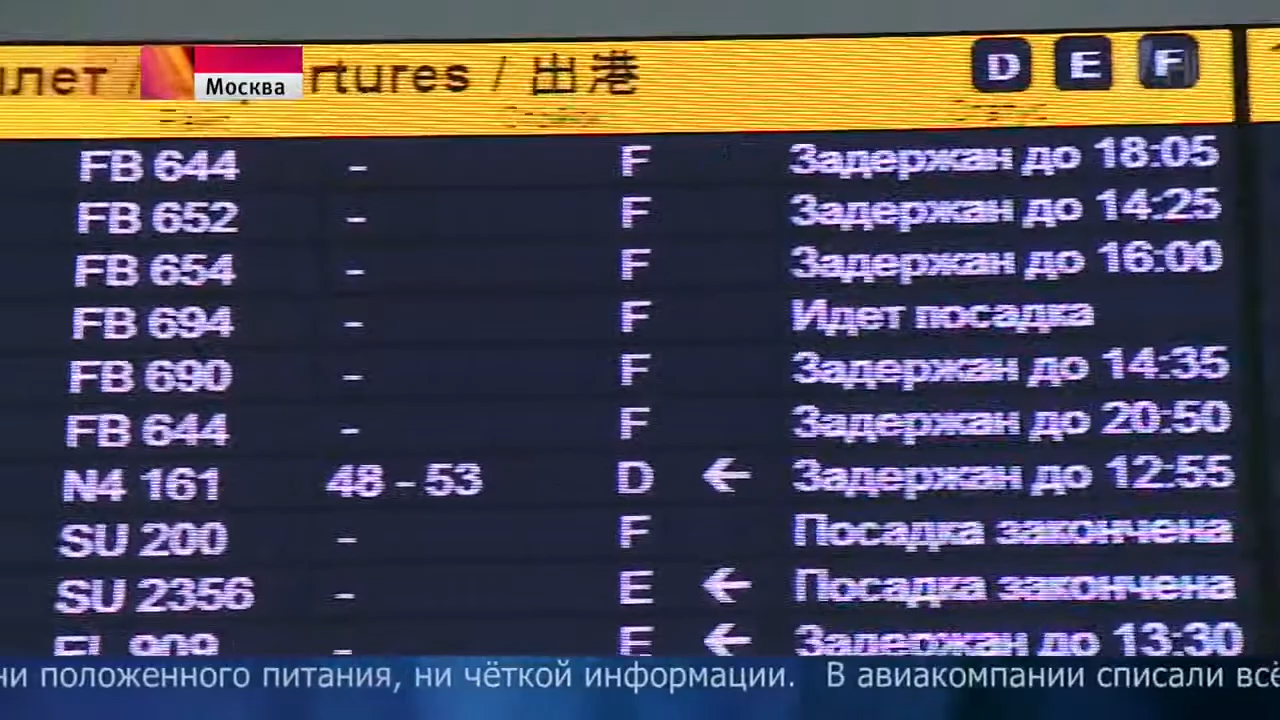 лет / rtures / 出港 D E F
Москва
FB 644 - F Задержан до 18:05
FB 652 - F Задержан до 14:25
FB 654 - F Задержан до 16:00
FB 694 - F Идет посадка
FB 690 - F Задержан до 14:35
FB 644 - F Задержан до 20:50
N4 161 48 - 53 D ← Задержан до 12:55
SU 200 - F Посадка закончена
SU 2356 - E ← Посадка закончена
- ← Задержан до 13:30
ни положенного питания, ни чёткой информации. В авиакомпании списали всё